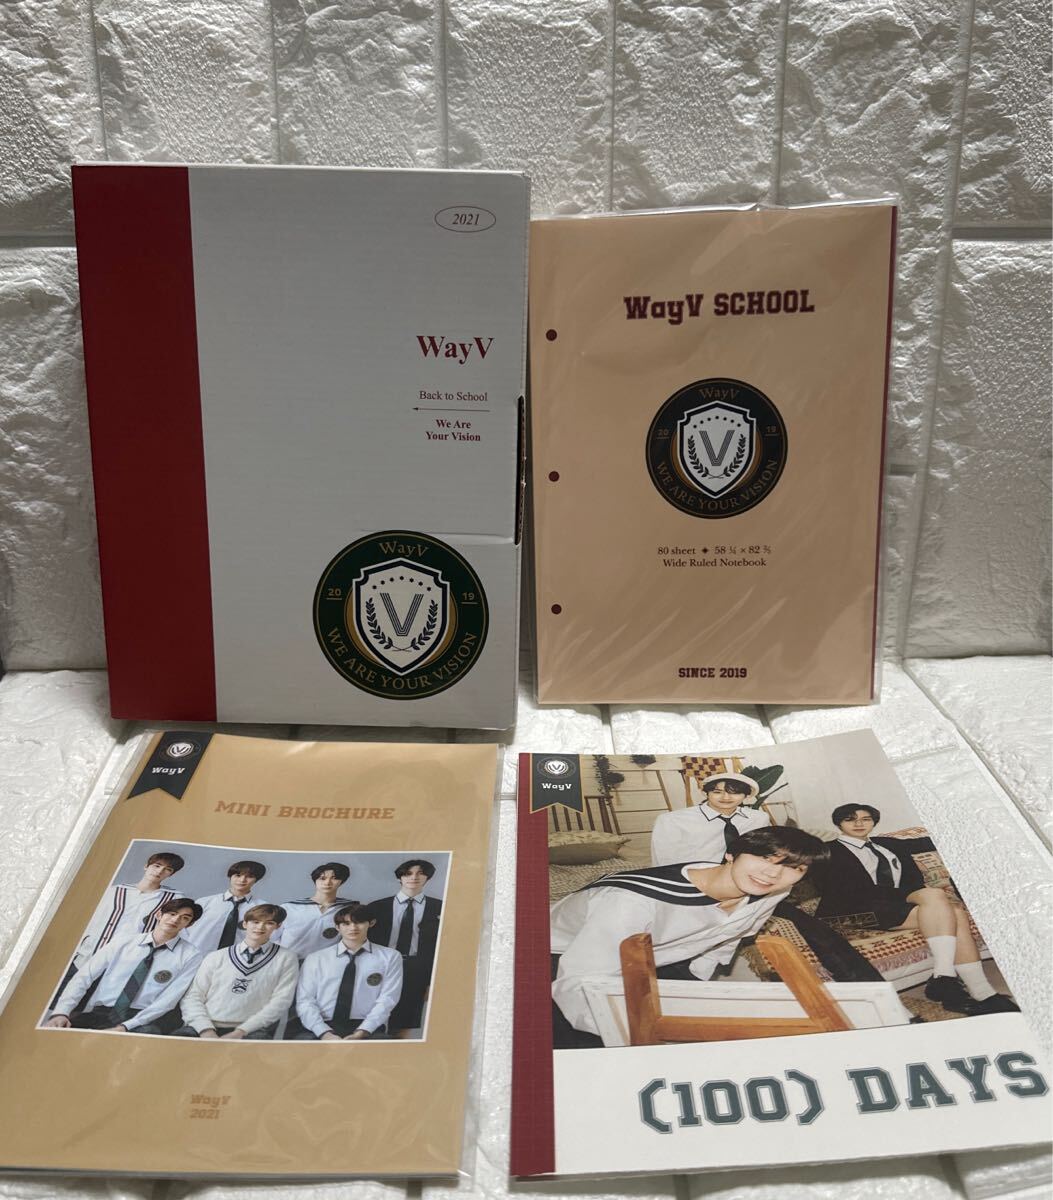 2021
WayV
Back to School
We Are
Your Vision
WayV
20 19
V
WE ARE YOUR VISION
WayV SCHOOL
WayV
20 19
V
WE ARE YOUR VISION
80 sheet ◈ 58 ¼ × 82 ⅗
Wide Ruled Notebook
SINCE 2019
V
WayV
MINI BROCHURE
WayV
2021
V
WayV
(100) DAYS